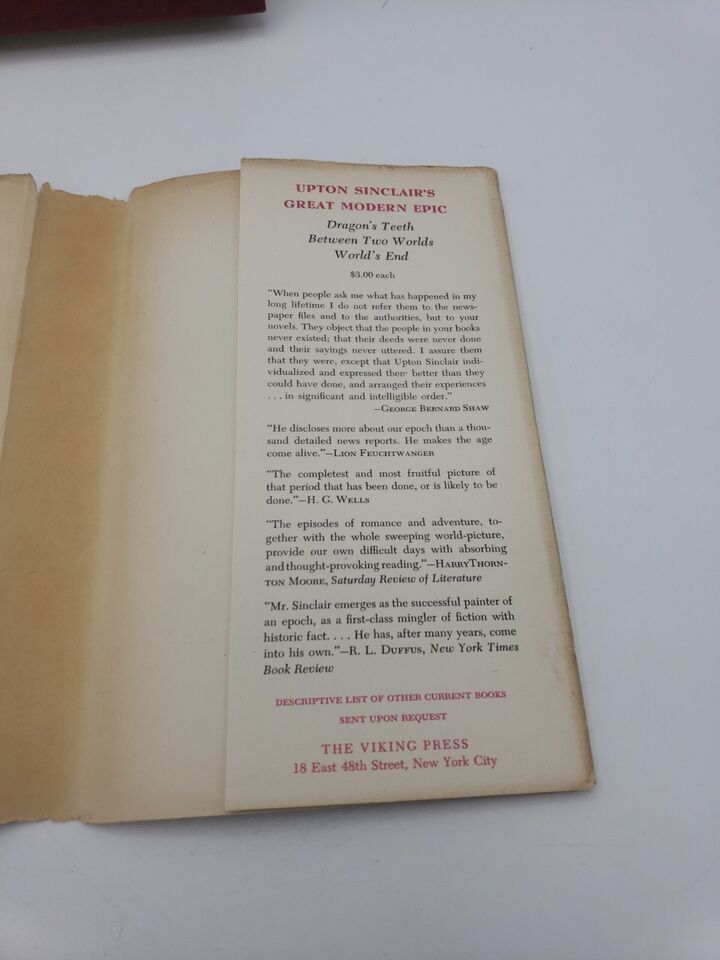 UPTON SINCLAIR'S
GREAT MODERN EPIC
Dragon's Teeth
Between Two Worlds
World's End
$3.00 each
"When people ask me what has happened in my
long lifetime I do not refer them to the news-
paper files and to the authorities, but to your
novels. They object that the people in your books
never existed; that their deeds were never done
and their sayings never uttered. I assure them
that they were, except that Upton Sinclair indi-
vidualized and expressed them better than they
could have done, and arranged their experiences
. . . in significant and intelligible order."
—GEORGE BERNARD SHAW
"He discloses more about our epoch than a thou-
sand detailed news reports. He makes the age
come alive."—LION FEUCHTWANGER
"The completest and most fruitful picture of
that period that has been done, or is likely to be
done."—H. G. WELLS
"The episodes of romance and adventure, to-
gether with the whole sweeping world-picture,
provide our own difficult days with absorbing
and thought-provoking reading."—HARRY THORN-
TON MOORE, Saturday Review of Literature
"Mr. Sinclair emerges as the successful painter of
an epoch, as a first-class mingler of fiction with
historic fact. . . . He has, after many years, come
into his own."—R. L. DUFFUS, New York Times
Book Review
DESCRIPTIVE LIST OF OTHER CURRENT BOOKS
SENT UPON REQUEST
THE VIKING PRESS
18 East 48th Street, New York City